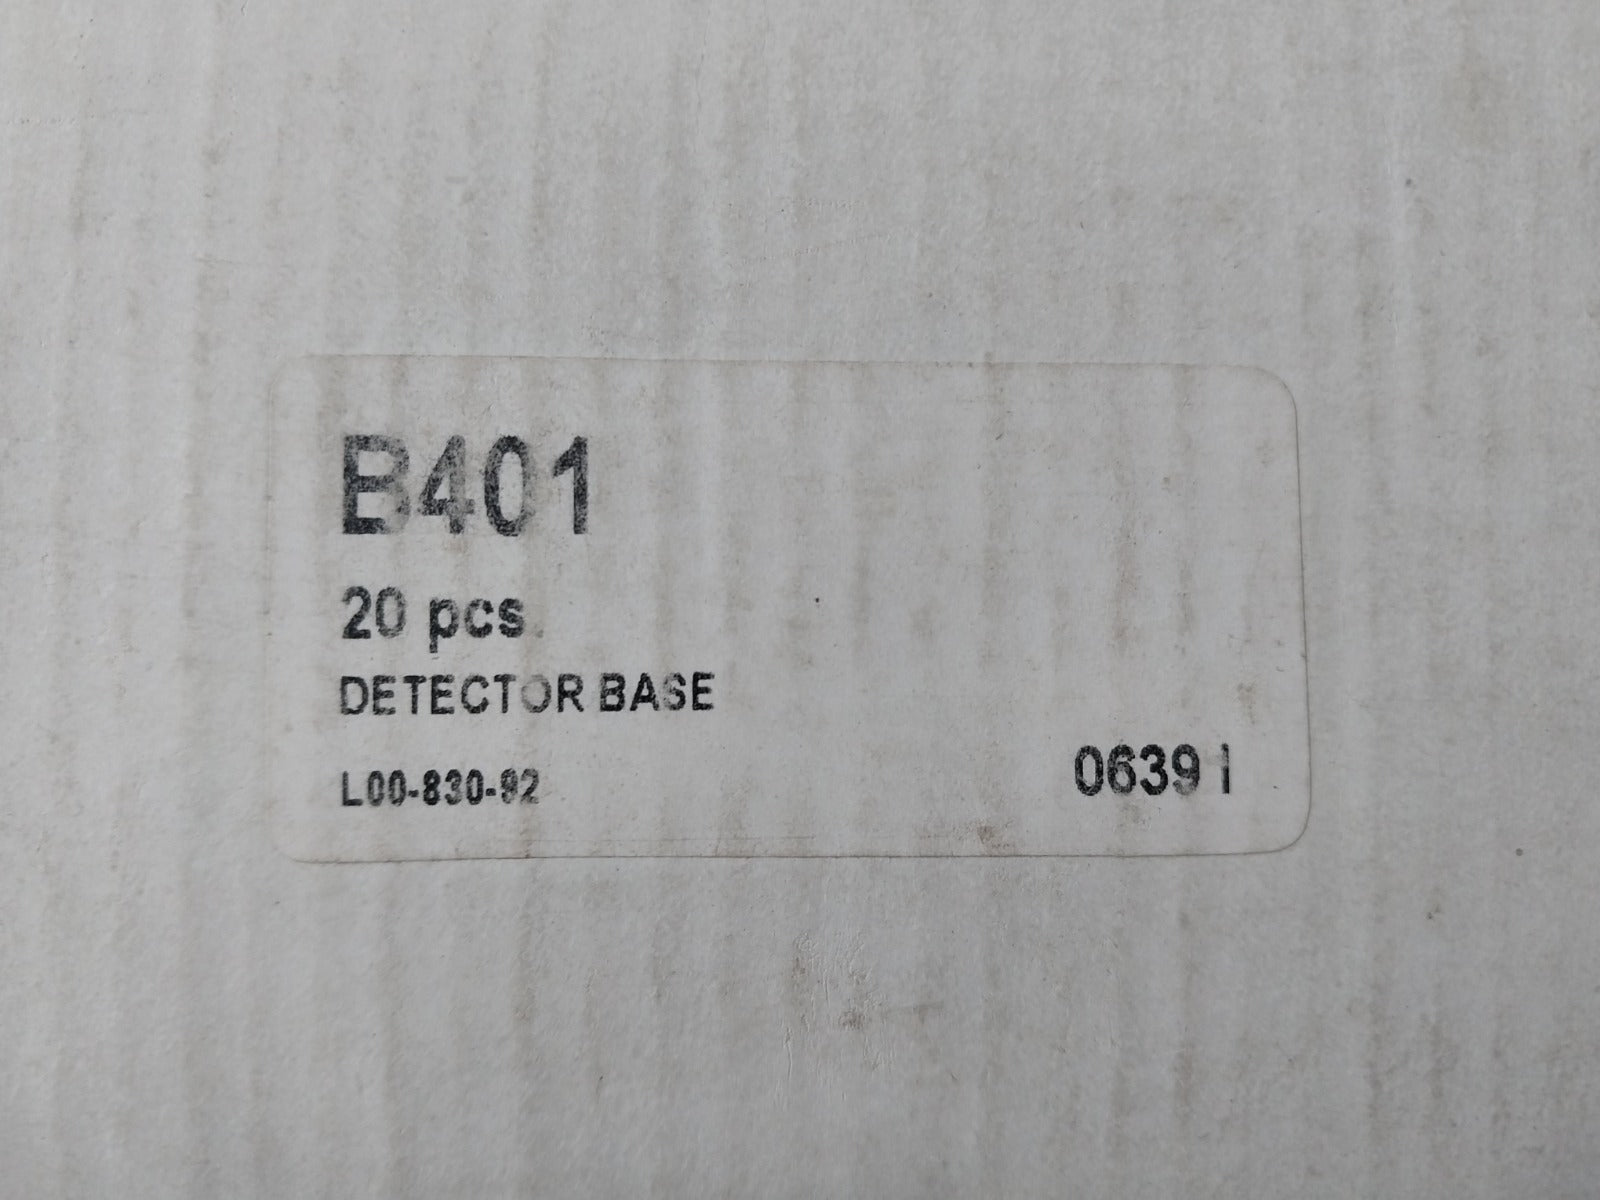 B401
20 pcs.
DETECTOR BASE
L00-830-92
0639 I